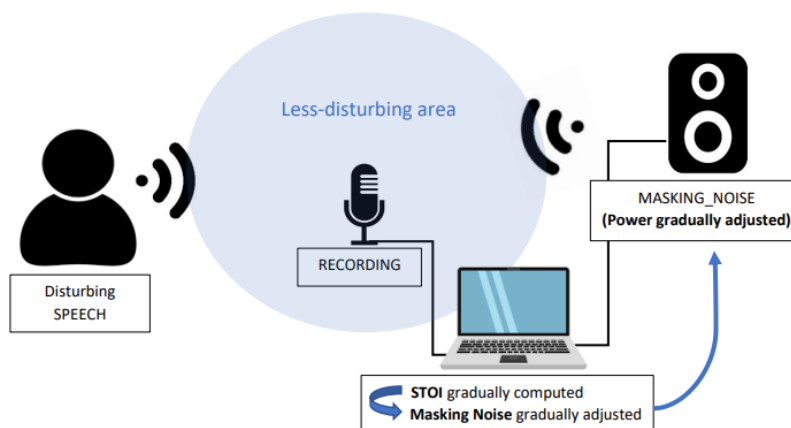 Less-disturbing area
MASKING_NOISE
(Power gradually adjusted)
RECORDING
Disturbing
SPEECH
STOI gradually computed
Masking Noise gradually adjusted